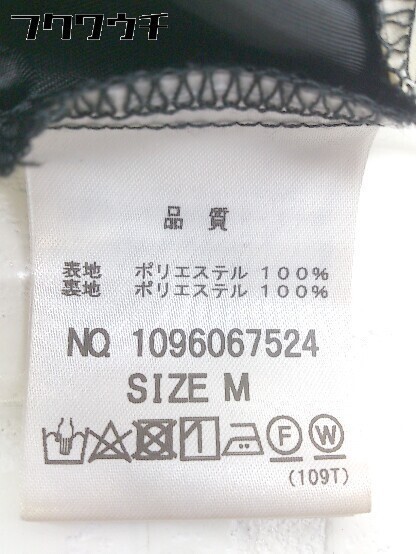 フクワウチ
品質
表地 ポリエステル 100%
裏地 ポリエステル 100%
NO. 1096067524
SIZE M
F W
(109T)